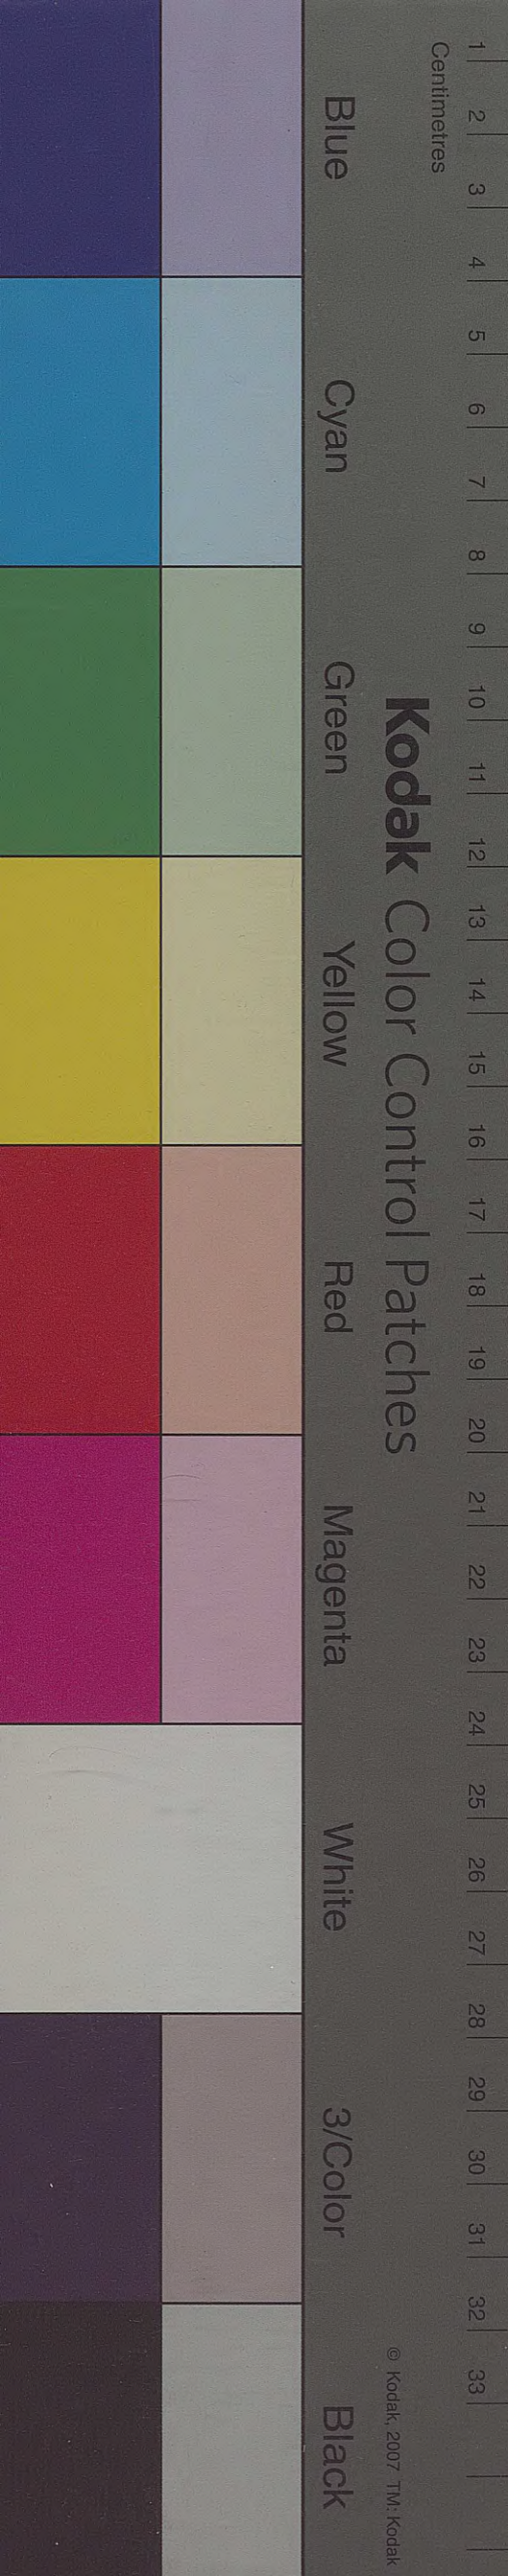 1 2 3 4 5 6 7 8 9 10 11 12 13 14 15 16 17 18 19 20 21 22 23 24 25 26 27 28 29 30 31 32 33
Centimetres
Kodak Color Control Patches
© Kodak, 2007 TM: Kodak
Blue Cyan Green Yellow Red Magenta White 3/Color Black